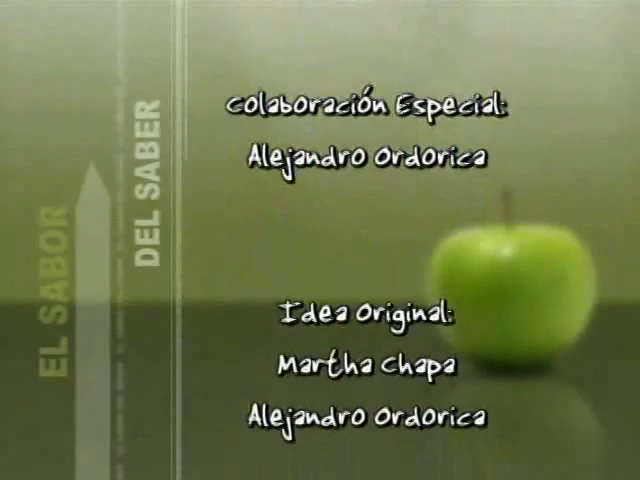 EL SABOR
DEL SABER
Colaboración Especial:
Alejandro Ordorica
Idea Original:
Martha Chapa
Alejandro Ordorica